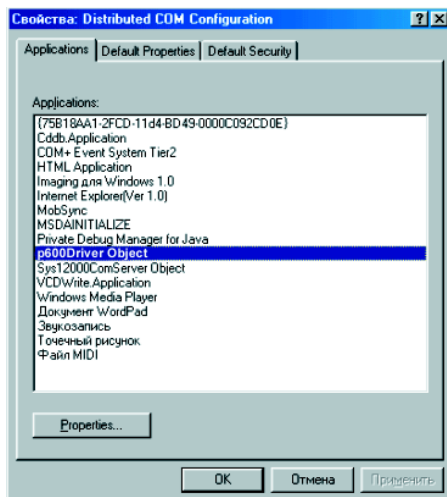 Свойства: Distributed COM Configuration
Applications Default Properties Default Security
Applications:
{75B18AA1-2FCD-11d4-BD49-0000C092CD0E}
Cddb.Application
COM+ Event System Tier2
HTML Application
Imaging для Windows 1.0
Internet Explorer(Ver 1.0)
MobSync
MSDAINITIALIZE
Private Debug Manager for Java
p600Driver Object
Sys12000ComServer Object
VCDWrite.Application
Windows Media Player
Документ WordPad
Звукозапись
Точечный рисунок
Файл MIDI
Properties...
OK Отмена Применить